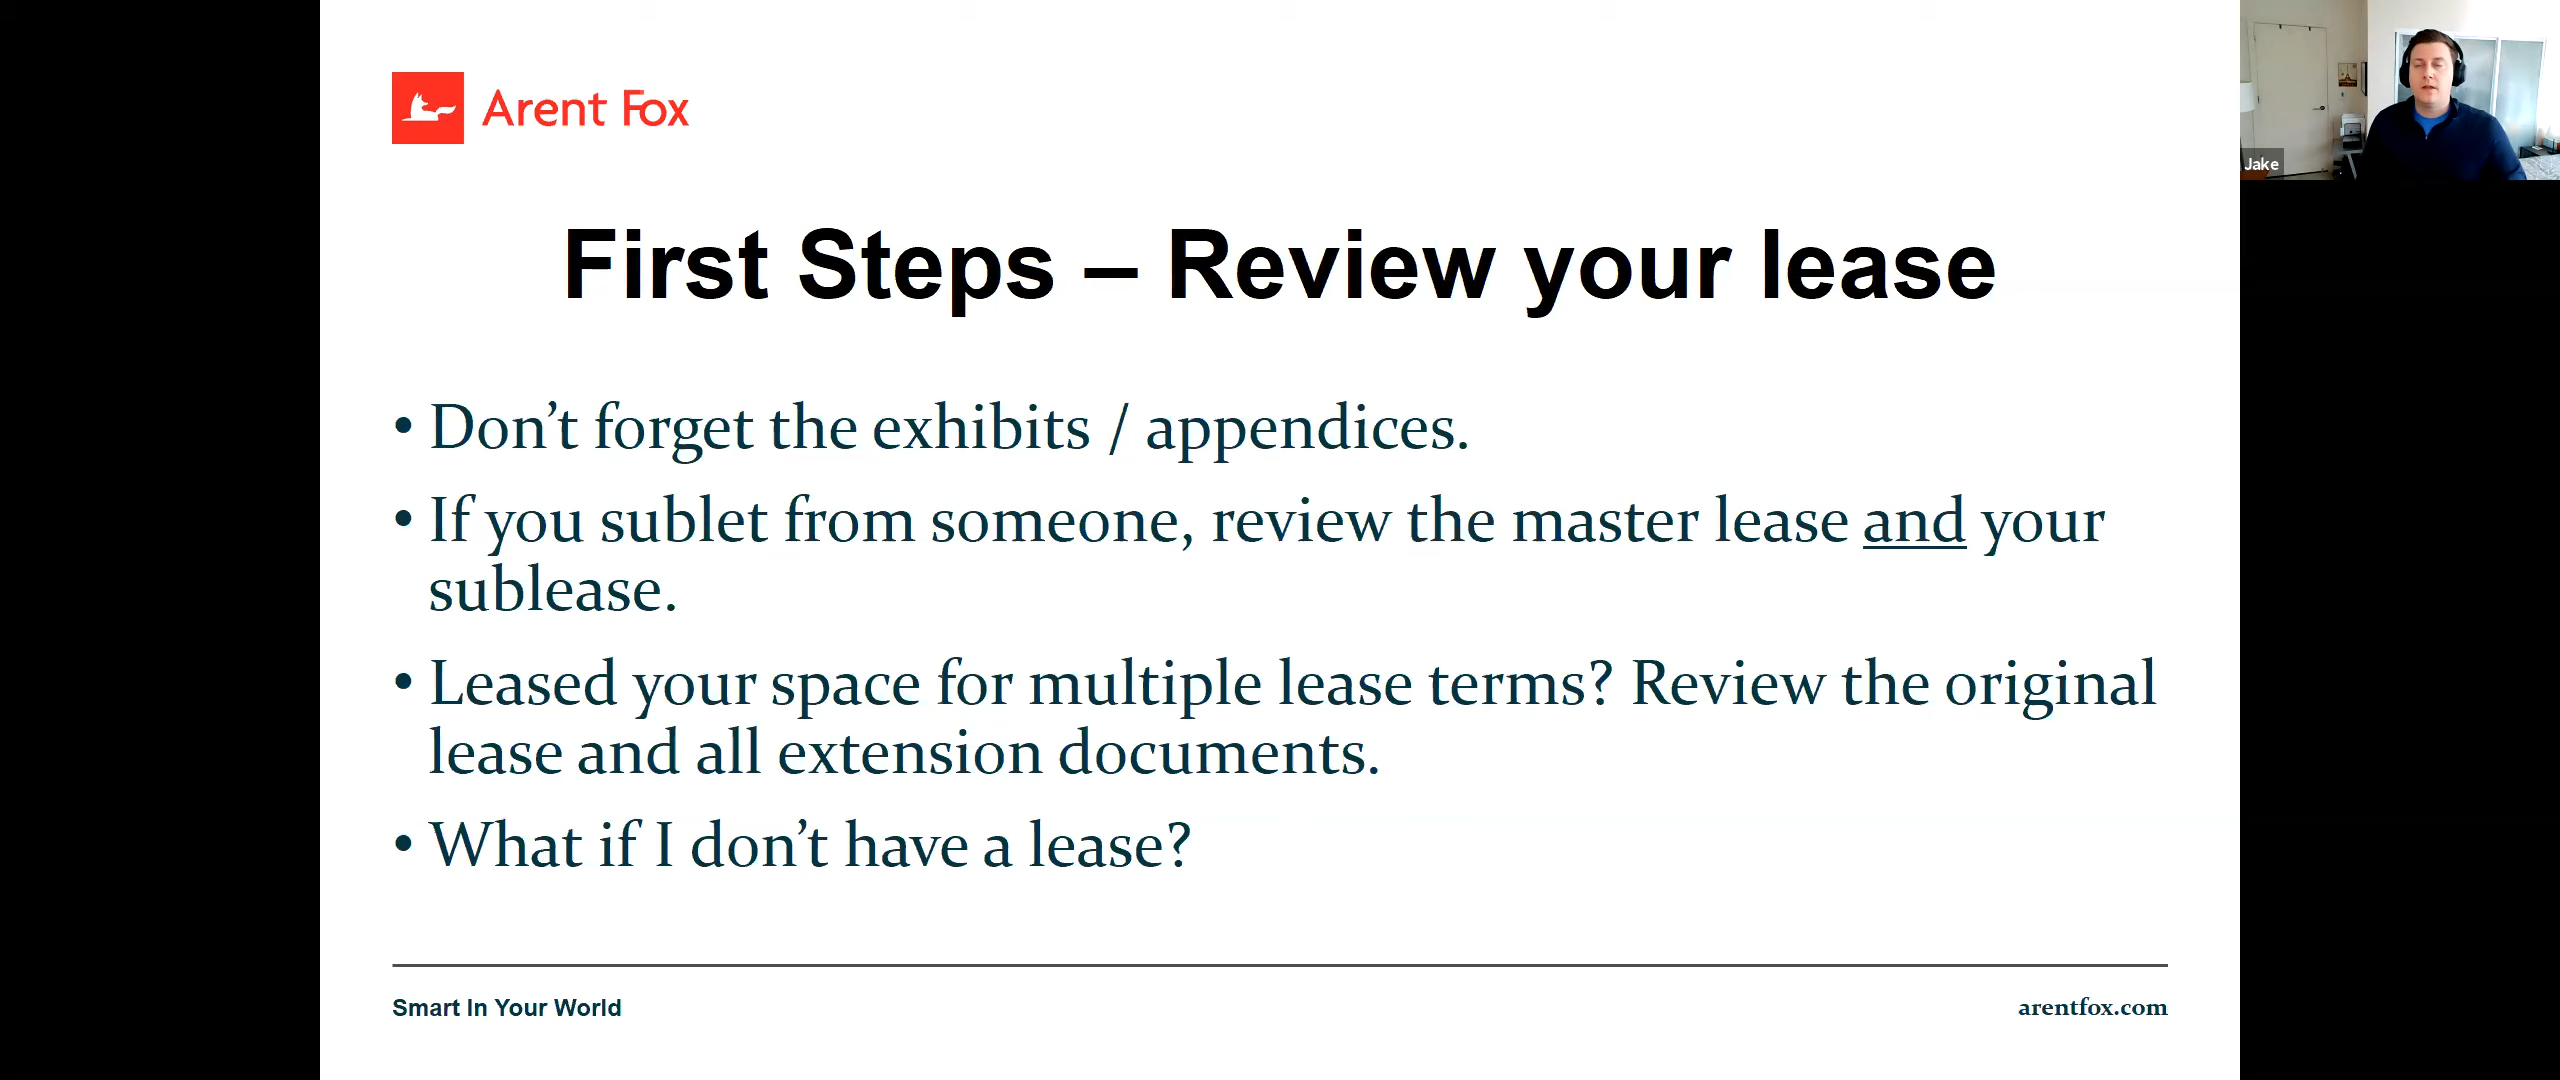 Arent Fox
Jake
First Steps – Review your lease
• Don’t forget the exhibits / appendices.
• If you sublet from someone, review the master lease and your
sublease.
• Leased your space for multiple lease terms? Review the original
lease and all extension documents.
• What if I don’t have a lease?
Smart In Your World
arentfox.com